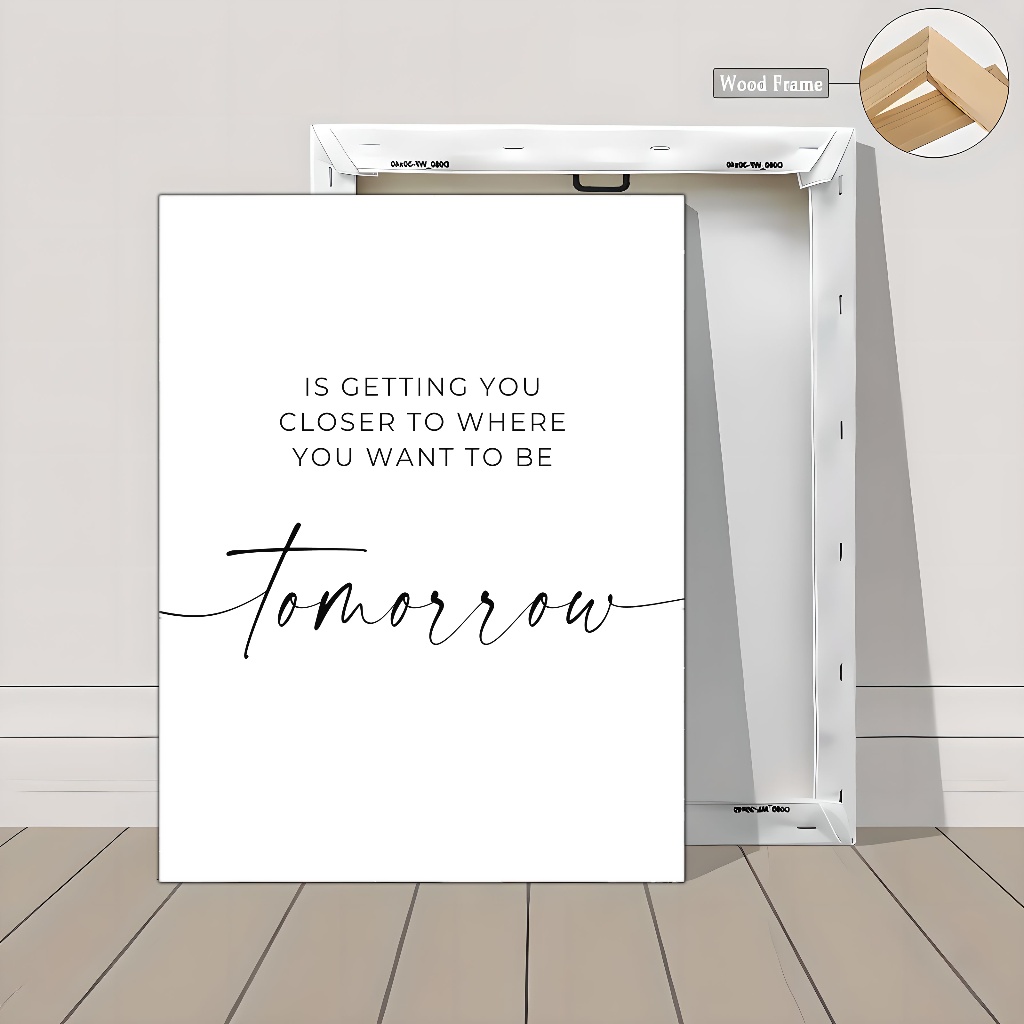 Wood Frame
IS GETTING YOU
CLOSER TO WHERE
YOU WANT TO BE
tomorrow